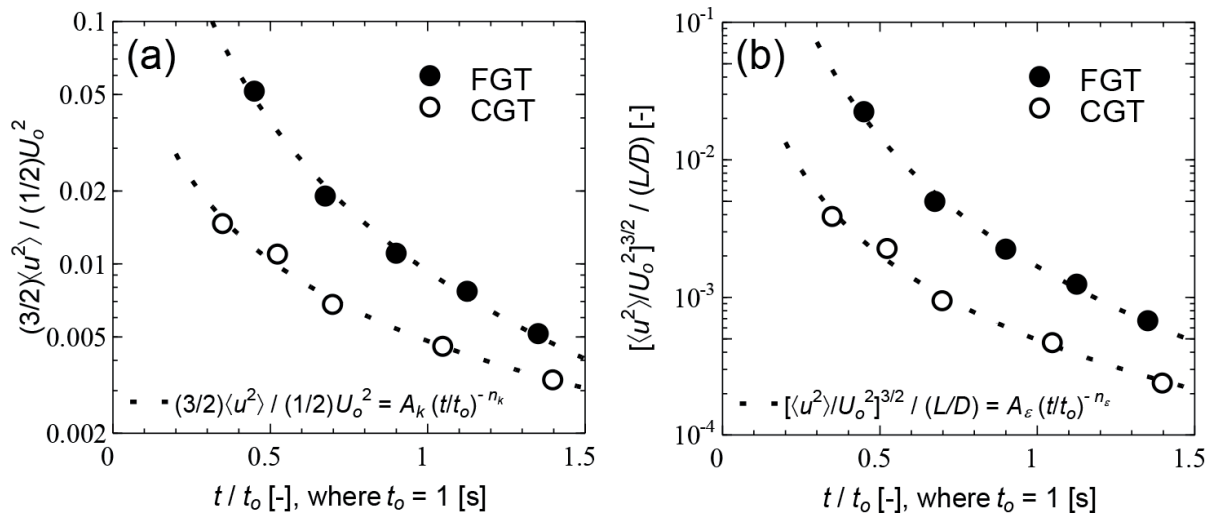 (a)
FGT
CGT
0.1
0.05
0.02
0.01
0.005
0.002
(3/2)⟨u²⟩ / (1/2)Uₒ²
(3/2)⟨u²⟩ / (1/2)Uₒ² = Aₖ (t/tₒ)^{- nₖ}
0
0.5
1
1.5
t / tₒ [-], where tₒ = 1 [s]
(b)
FGT
CGT
10⁻¹
10⁻²
10⁻³
10⁻⁴
[⟨u²⟩/Uₒ²]^{3/2} / (L/D) [-]
[⟨u²⟩/Uₒ²]^{3/2} / (L/D) = A_ε (t/tₒ)^{- n_ε}
0
0.5
1
1.5
t / tₒ [-], where tₒ = 1 [s]